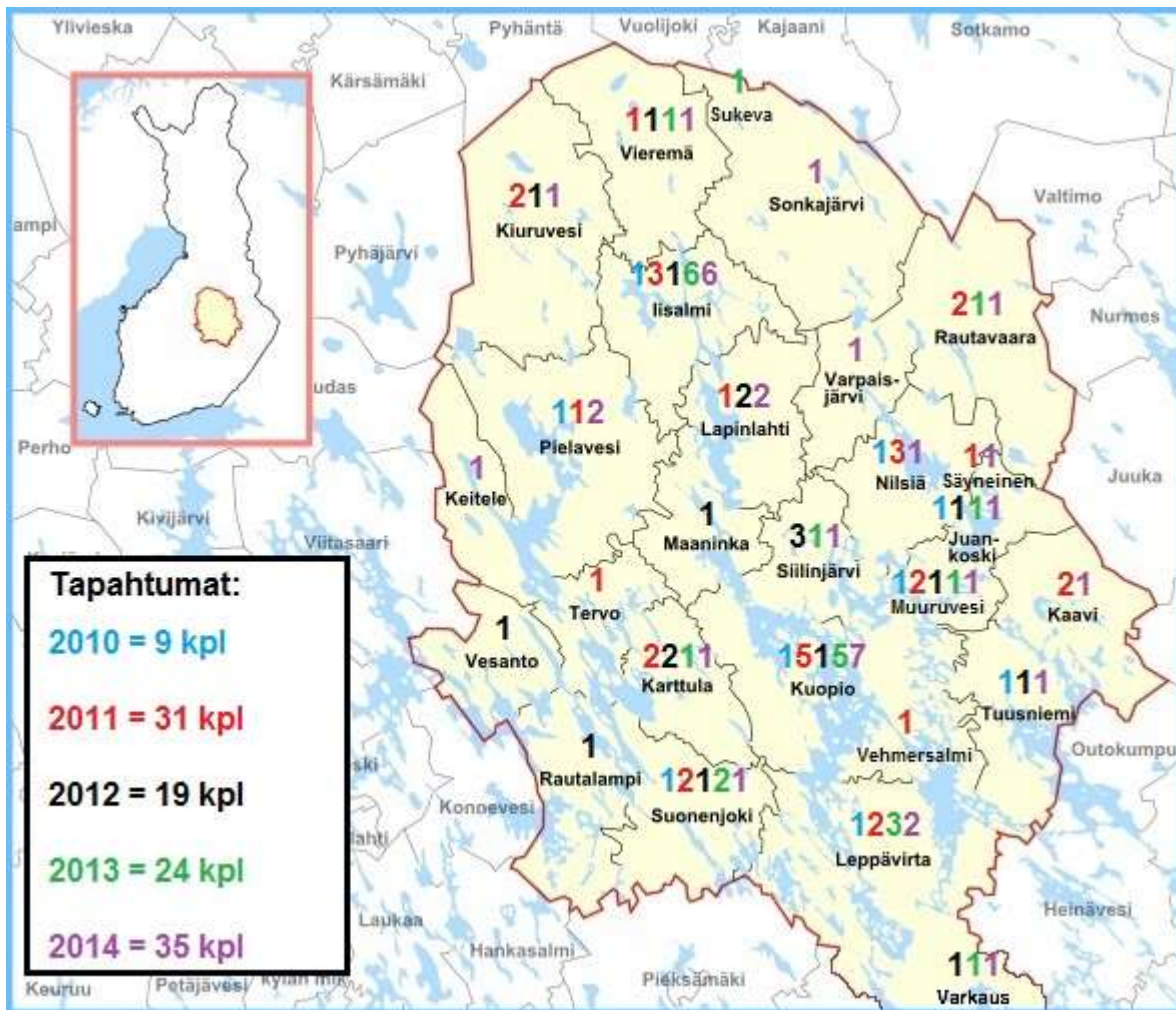 Ylivieska
Pyhäntä
Vuolijoki
Kajaani
Sotkamo
Kärsämäki
1
Sukeva
1111
Vieremä
1
Sonkajärvi
Valtimo
211
Kiuruvesi
ampi
Pyhäjärvi
13166
Iisalmi
211
Rautavaara
Nurmes
1
Varpais-
järvi
udas
112
Pielavesi
122
Lapinlahti
Perho
131
Nilsiä
11
Säyneinen
Juuka
1
Keitele
1111
Juan-
koski
Kivijärvi
Viitasaari
1
Maaninka
311
Siilinjärvi
12111
Muuruvesi
21
Kaavi
Tapahtumat:
2010 = 9 kpl
2011 = 31 kpl
2012 = 19 kpl
2013 = 24 kpl
2014 = 35 kpl
1
Tervo
1
Vesanto
2211
Karttula
15157
Kuopio
111
Tuusniemi
1
Vehmersalmi
Outokumpu
1
Rautalampi
ski
Konnevesi
12121
Suonenjoki
lahti
1232
Leppävirta
Laukaa
Hankasalmi
Heinävesi
Pieksämäki
111
Varkaus
Keuruu
Petäjävesi